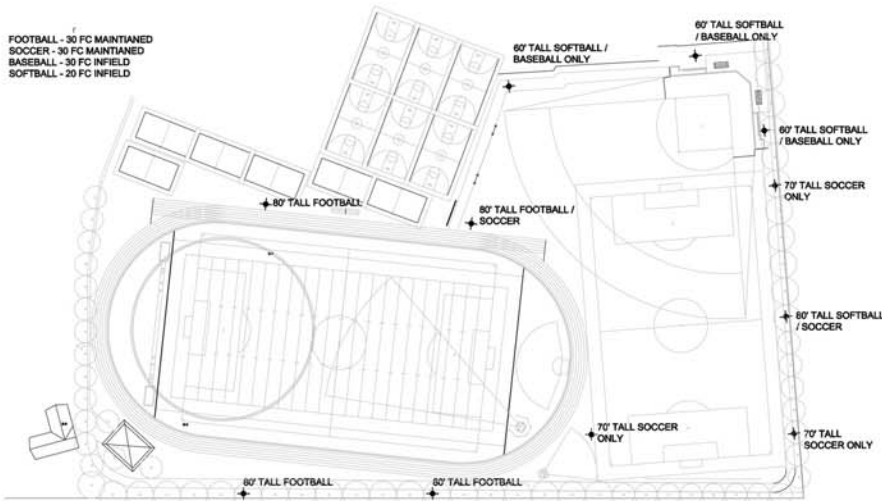 FOOTBALL - 30 FC MAINTIANED
SOCCER - 30 FC MAINTIANED
BASEBALL - 30 FC INFIELD
SOFTBALL - 20 FC INFIELD
60' TALL SOFTBALL
/ BASEBALL ONLY
60' TALL SOFTBALL /
BASEBALL ONLY
60' TALL SOFTBALL
/ BASEBALL ONLY
70' TALL SOCCER
ONLY
80' TALL FOOTBALL
80' TALL FOOTBALL /
SOCCER
80' TALL SOFTBALL
/ SOCCER
70' TALL SOCCER
ONLY
70' TALL
SOCCER ONLY
80' TALL FOOTBALL
80' TALL FOOTBALL